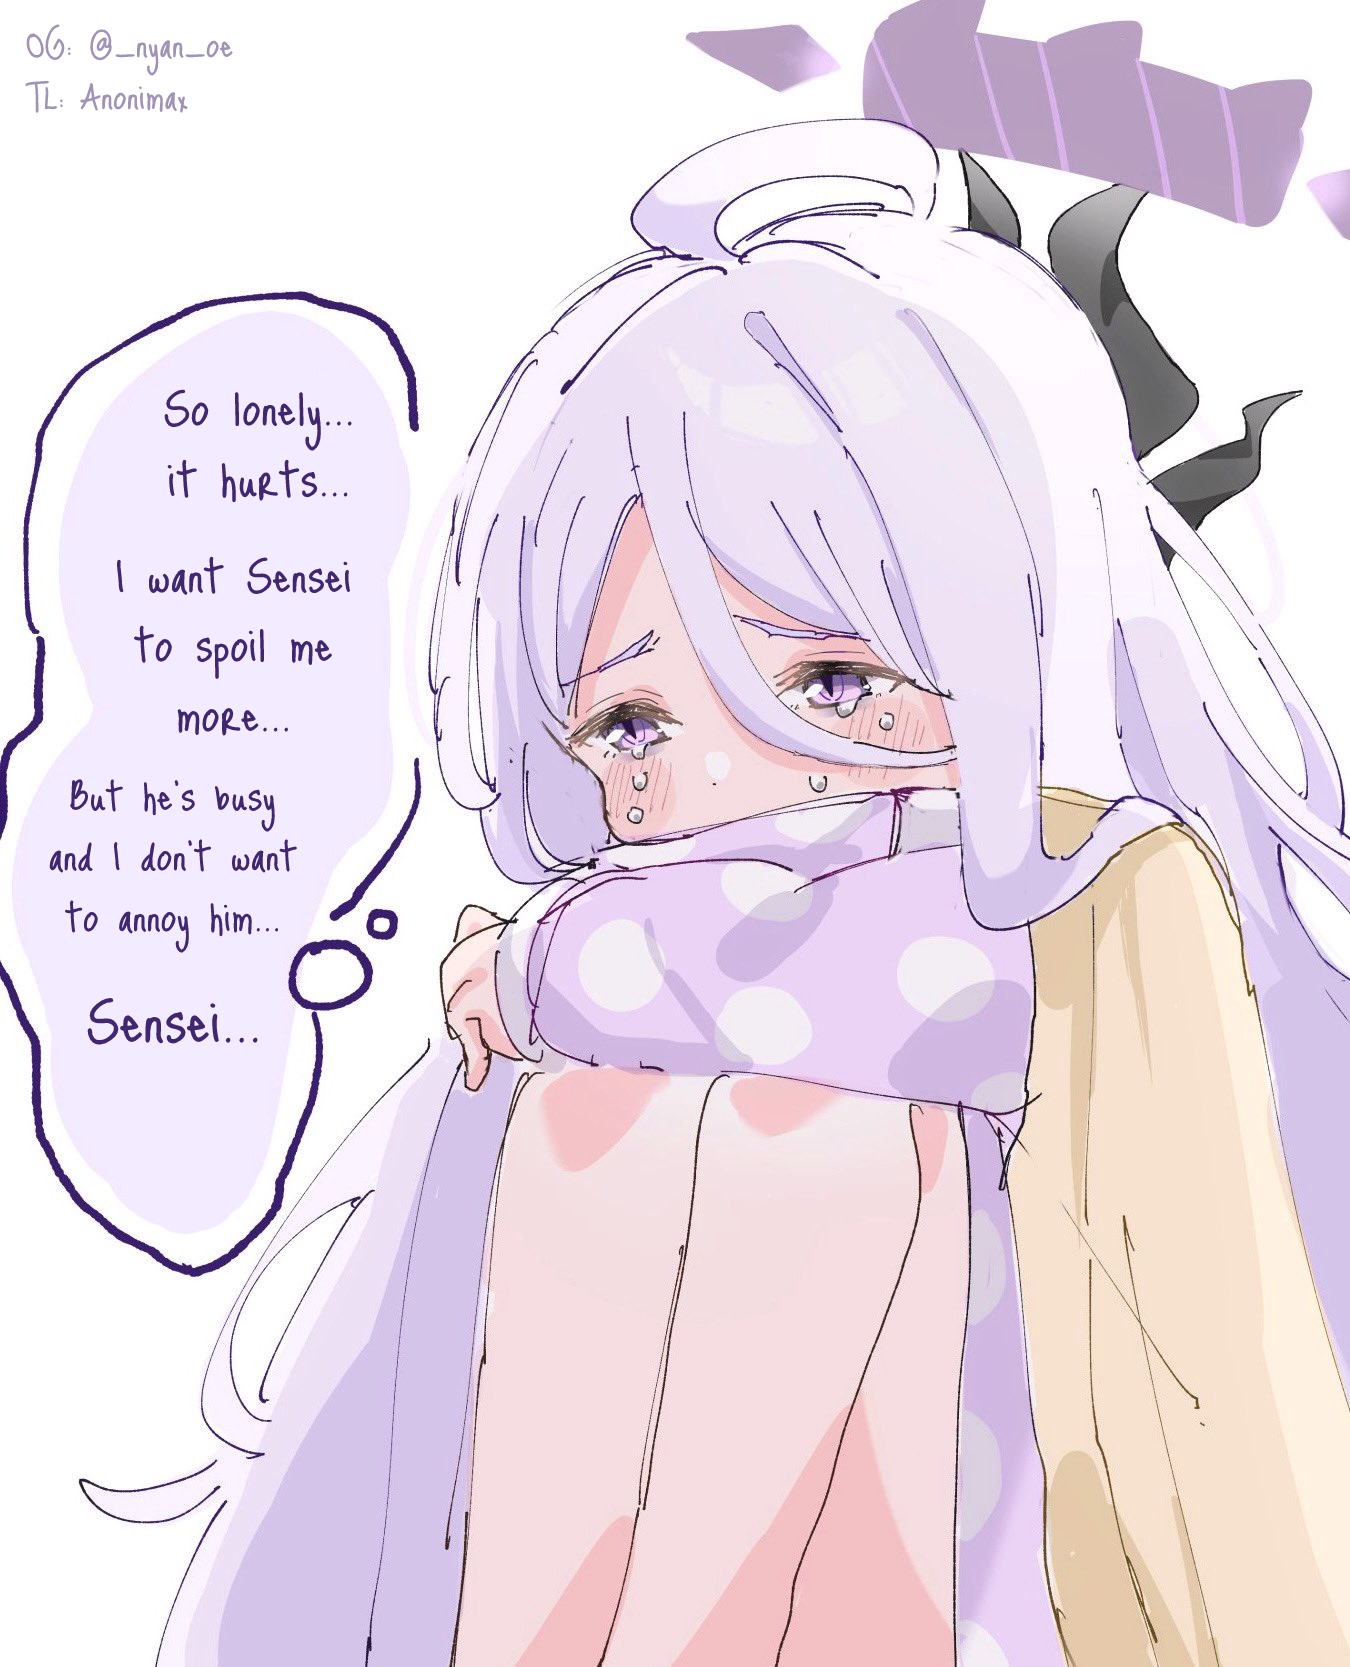 OG: @_nyan_oe
TL: Anonimax
So lonely...
it hurts...
I want Sensei
to spoil me
more...
But he's busy
and I don't want
to annoy him...
Sensei...